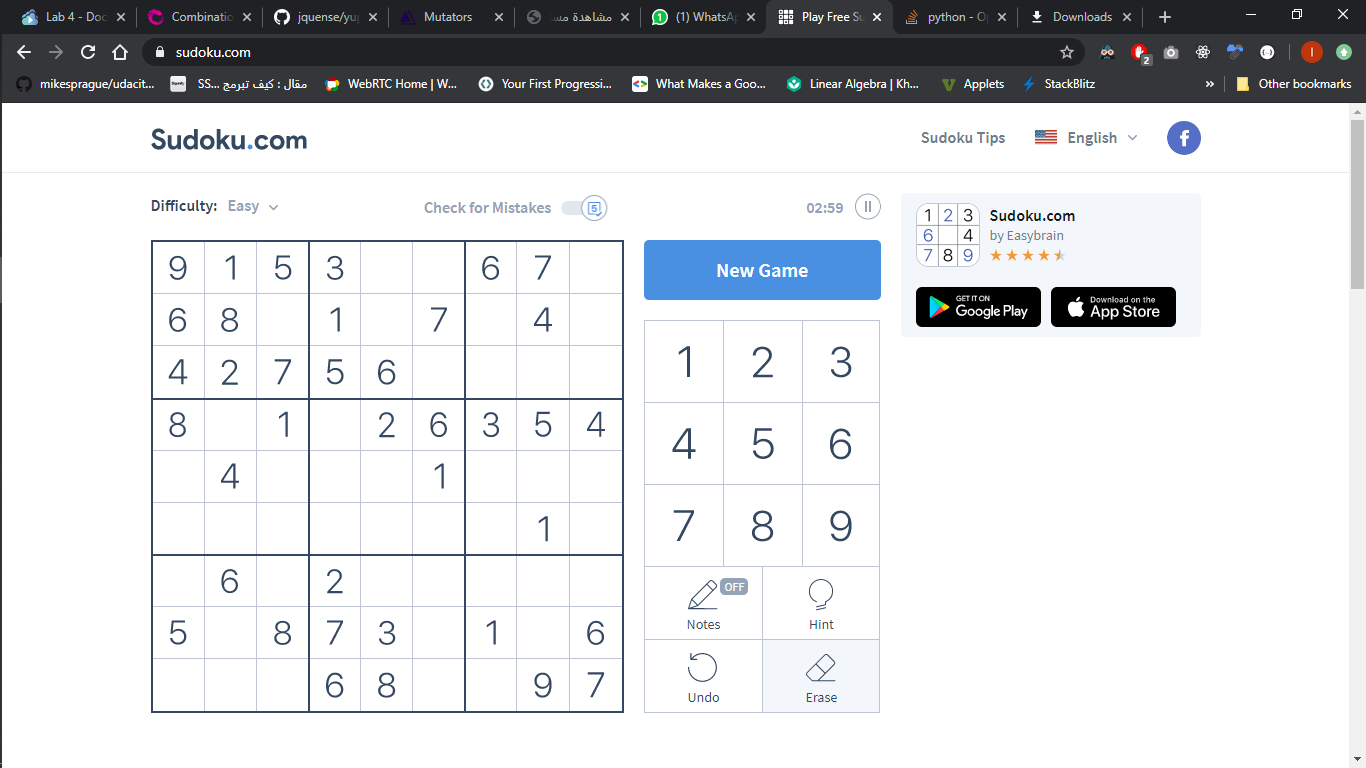 Lab 4 - Doc
Combinatio
jquense/yup
Mutators
مشاهدة مس
(1) WhatsAp
Play Free Su
python - Op
Downloads
sudoku.com
2
I
mikesprague/udacit...
SS... مقال : كيف تبرمج
WebRTC Home | W...
Your First Progressi...
What Makes a Goo...
Linear Algebra | Kh...
Applets
StackBlitz
»
Other bookmarks
Sudoku.com
Sudoku Tips
English
f
Difficulty: Easy
Check for Mistakes
5
02:59
9 1 5 3 6 7
6 8 1 7 4
4 2 7 5 6
8 1 2 6 3 5 4
4 1
1
6 2
5 8 7 3 1 6
6 8 9 7
New Game
1 2 3
4 5 6
7 8 9
Notes
OFF
Hint
Undo
Erase
1 2 3
6 4
7 8 9
Sudoku.com
by Easybrain
GET IT ON
Google Play
Download on the
App Store